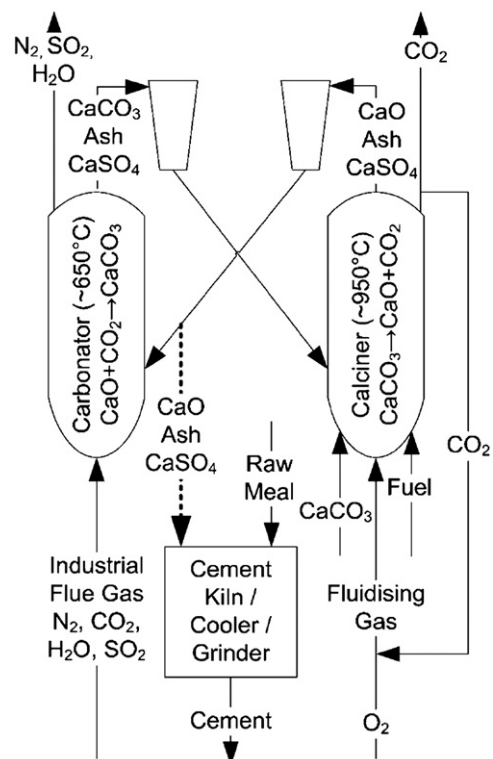 N₂, SO₂,
H₂O
CO₂
CaCO₃
Ash
CaSO₄
CaO
Ash
CaSO₄
Carbonator (~650°C)
CaO+CO₂→CaCO₃
Calciner (~950°C)
CaCO₃→CaO+CO₂
CaO
Ash
CaSO₄
Raw
Meal
CaCO₃
Fuel
CO₂
Industrial
Flue Gas
N₂, CO₂,
H₂O, SO₂
Cement
Kiln /
Cooler /
Grinder
Fluidising
Gas
Cement
O₂